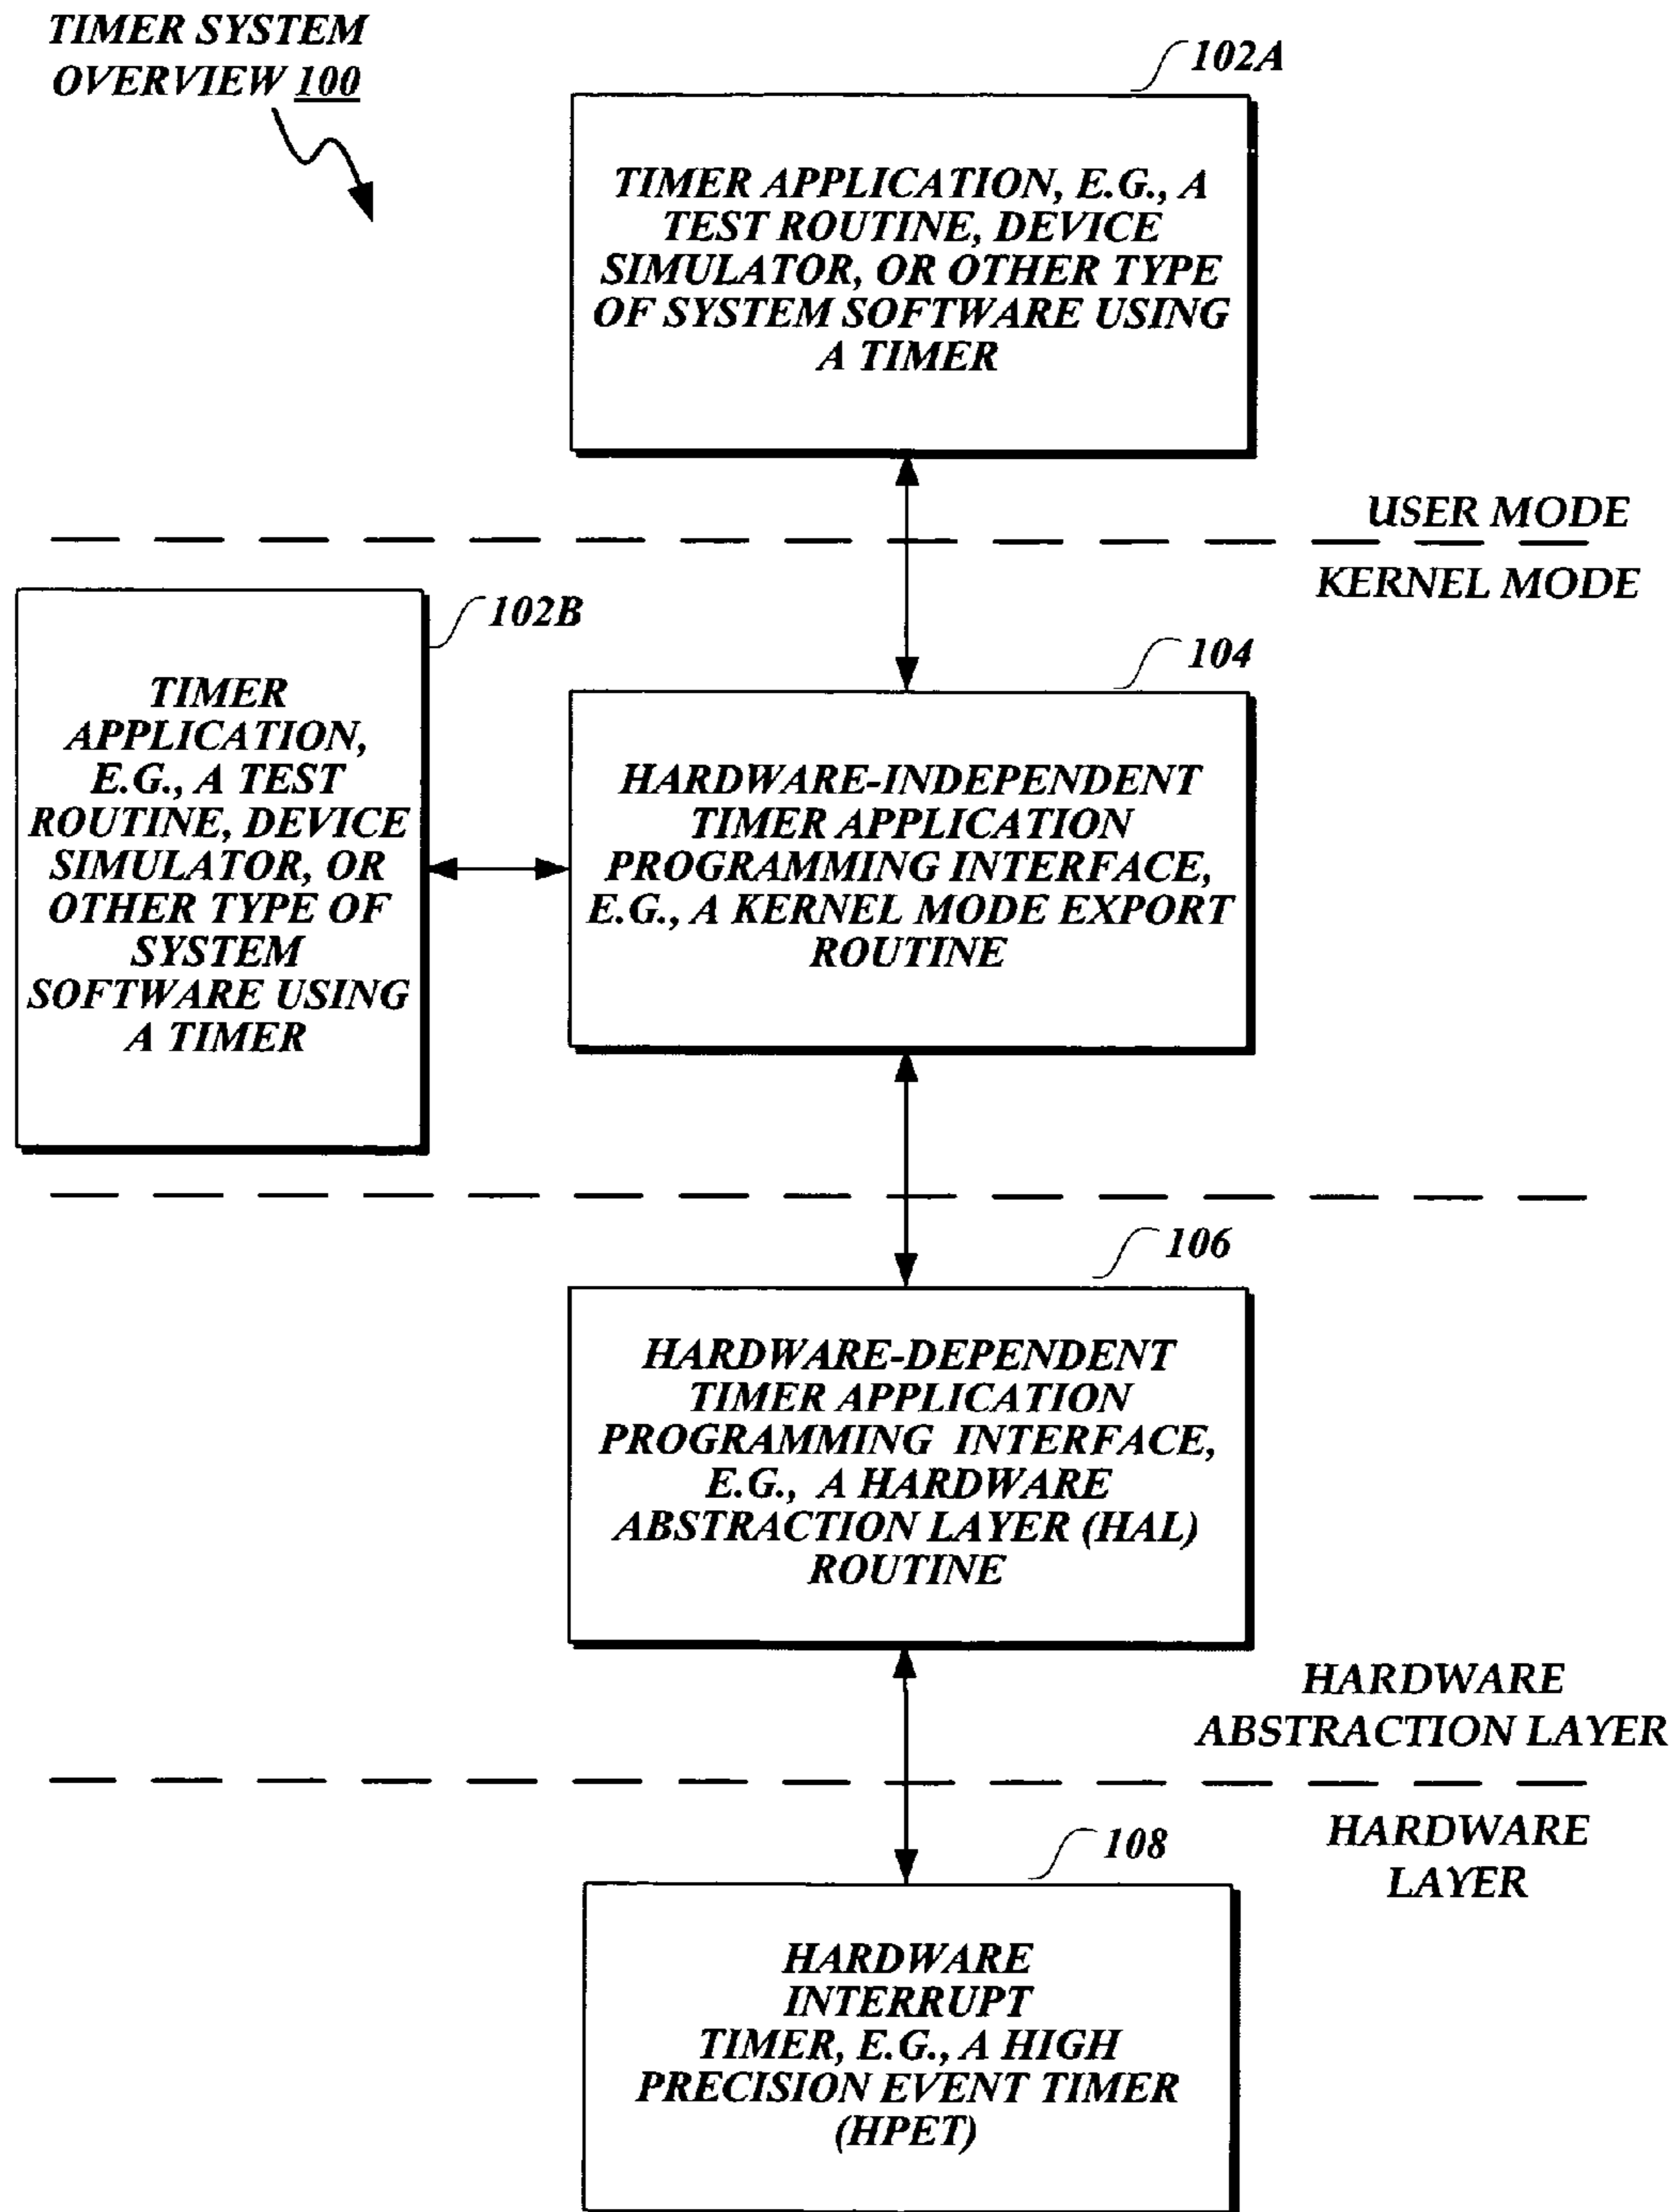 TIMER SYSTEM
OVERVIEW 100
102A
TIMER APPLICATION, E.G., A
TEST ROUTINE, DEVICE
SIMULATOR, OR OTHER TYPE
OF SYSTEM SOFTWARE USING
A TIMER
USER MODE
KERNEL MODE
102B
TIMER
APPLICATION,
E.G., A TEST
ROUTINE, DEVICE
SIMULATOR, OR
OTHER TYPE OF
SYSTEM
SOFTWARE USING
A TIMER
104
HARDWARE-INDEPENDENT
TIMER APPLICATION
PROGRAMMING INTERFACE,
E.G., A KERNEL MODE EXPORT
ROUTINE
106
HARDWARE-DEPENDENT
TIMER APPLICATION
PROGRAMMING INTERFACE,
E.G., A HARDWARE
ABSTRACTION LAYER (HAL)
ROUTINE
HARDWARE
ABSTRACTION LAYER
HARDWARE
LAYER
108
HARDWARE
INTERRUPT
TIMER, E.G., A HIGH
PRECISION EVENT TIMER
(HPET)